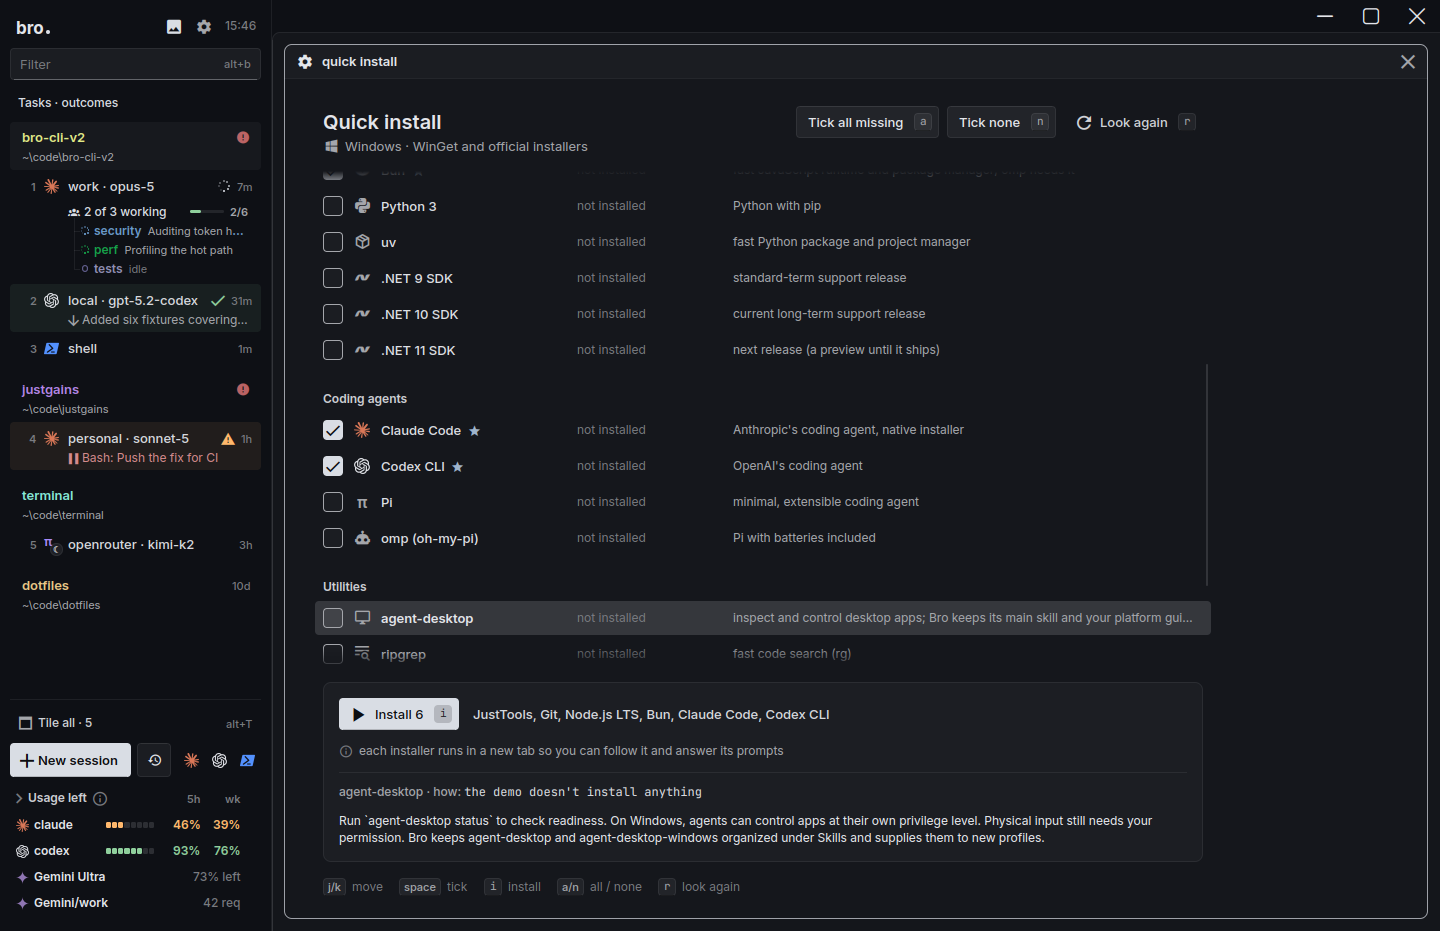 bro.
15:46
Filter alt+b
Tasks · outcomes
bro-cli-v2
~\code\bro-cli-v2
1 work · opus-5 7m
2 of 3 working 2/6
security Auditing token h...
perf Profiling the hot path
tests idle
2 local · gpt-5.2-codex 31m
Added six fixtures covering...
3 shell 1m
justgains
~\code\justgains
4 personal · sonnet-5 1h
Bash: Push the fix for CI
terminal
~\code\terminal
5 openrouter · kimi-k2 3h
dotfiles 10d
~\code\dotfiles
Tile all · 5 alt+T
New session
Usage left 5h wk
claude 46% 39%
codex 93% 76%
Gemini Ultra 73% left
Gemini/work 42 req
quick install
Quick install
Tick all missing a
Tick none n
Look again r
Windows · WinGet and official installers
Python 3 not installed Python with pip
uv not installed fast Python package and project manager
.NET 9 SDK not installed standard-term support release
.NET 10 SDK not installed current long-term support release
.NET 11 SDK not installed next release (a preview until it ships)
Coding agents
Claude Code ★ not installed Anthropic's coding agent, native installer
Codex CLI ★ not installed OpenAI's coding agent
Pi not installed minimal, extensible coding agent
omp (oh-my-pi) not installed Pi with batteries included
Utilities
agent-desktop not installed inspect and control desktop apps; Bro keeps its main skill and your platform gui...
ripgrep not installed fast code search (rg)
Install 6 i JustTools, Git, Node.js LTS, Bun, Claude Code, Codex CLI
each installer runs in a new tab so you can follow it and answer its prompts
agent-desktop · how: the demo doesn't install anything
Run `agent-desktop status` to check readiness. On Windows, agents can control apps at their own privilege level. Physical input still needs your
permission. Bro keeps agent-desktop and agent-desktop-windows organized under Skills and supplies them to new profiles.
j/k move space tick i install a/n all / none r look again